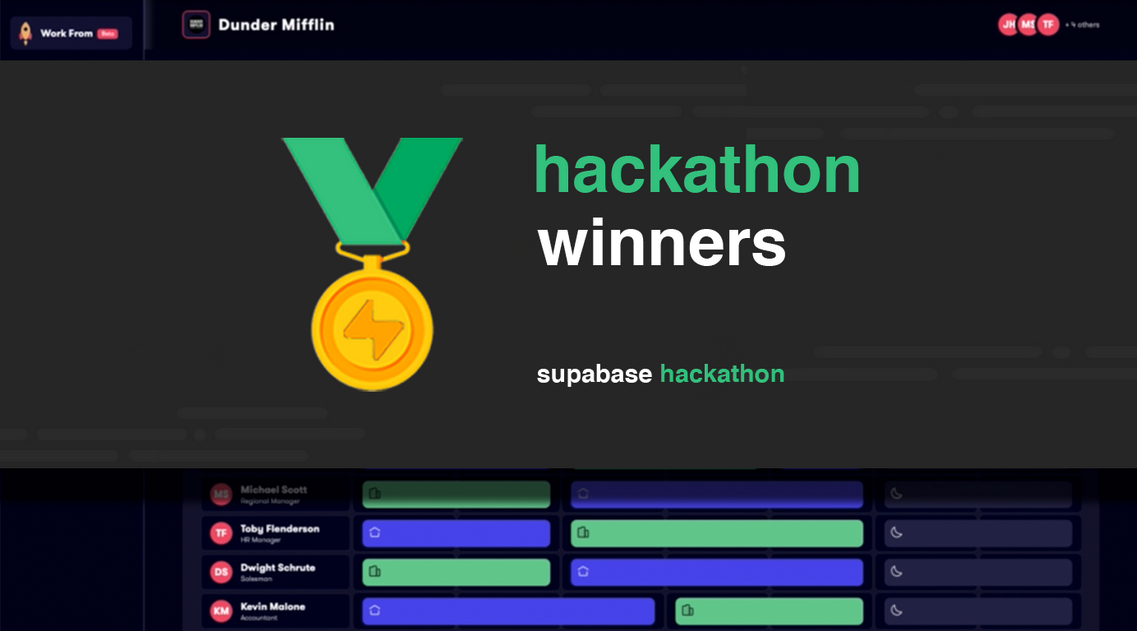 Work From Beta
Dunder Mifflin
JH MS TF + 4 others
hackathon
winners
supabase hackathon
MS Michael Scott
Regional Manager
TF Toby Flenderson
HR Manager
DS Dwight Schrute
Salesman
KM Kevin Malone
Accountant